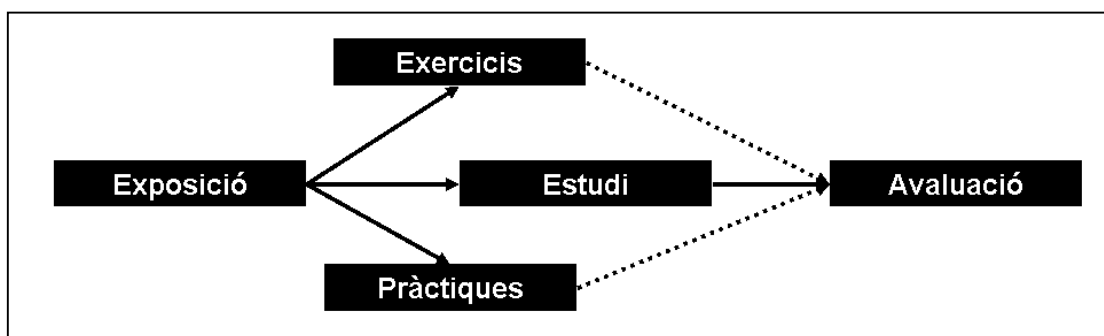 Exercicis
Exposició
Estudi
Avaluació
Pràctiques